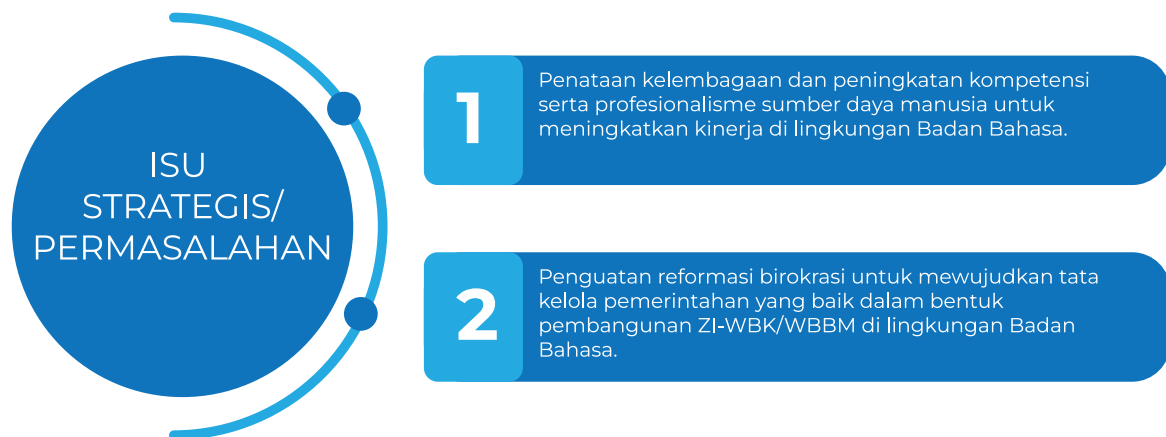 ISU
STRATEGIS/
PERMASALAHAN
1
Penataan kelembagaan dan peningkatan kompetensi
serta profesionalisme sumber daya manusia untuk
meningkatkan kinerja di lingkungan Badan Bahasa.
2
Penguatan reformasi birokrasi untuk mewujudkan tata
kelola pemerintahan yang baik dalam bentuk
pembangunan ZI-WBK/WBBM di lingkungan Badan
Bahasa.